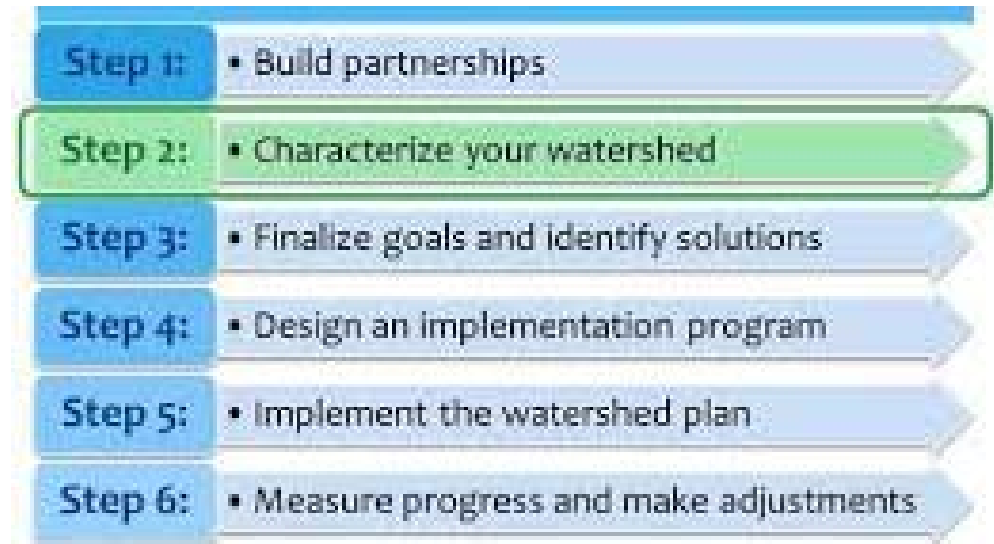 Step 1: • Build partnerships
Step 2: • Characterize your watershed
Step 3: • Finalize goals and identify solutions
Step 4: • Design an implementation program
Step 5: • Implement the watershed plan
Step 6: • Measure progress and make adjustments